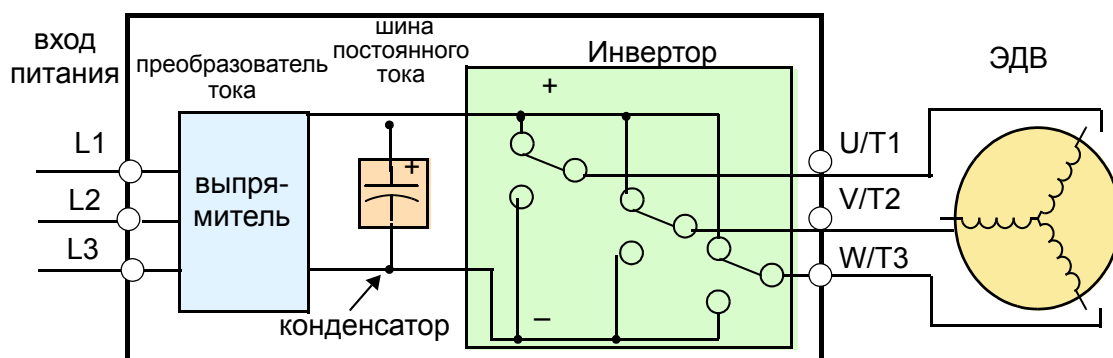 вход
питания
преобразователь
тока
шина
постоянного
тока
Инвертор
ЭДВ
+
L1
L2
L3
выпря-
митель
+
U/T1
V/T2
W/T3
конденсатор
–